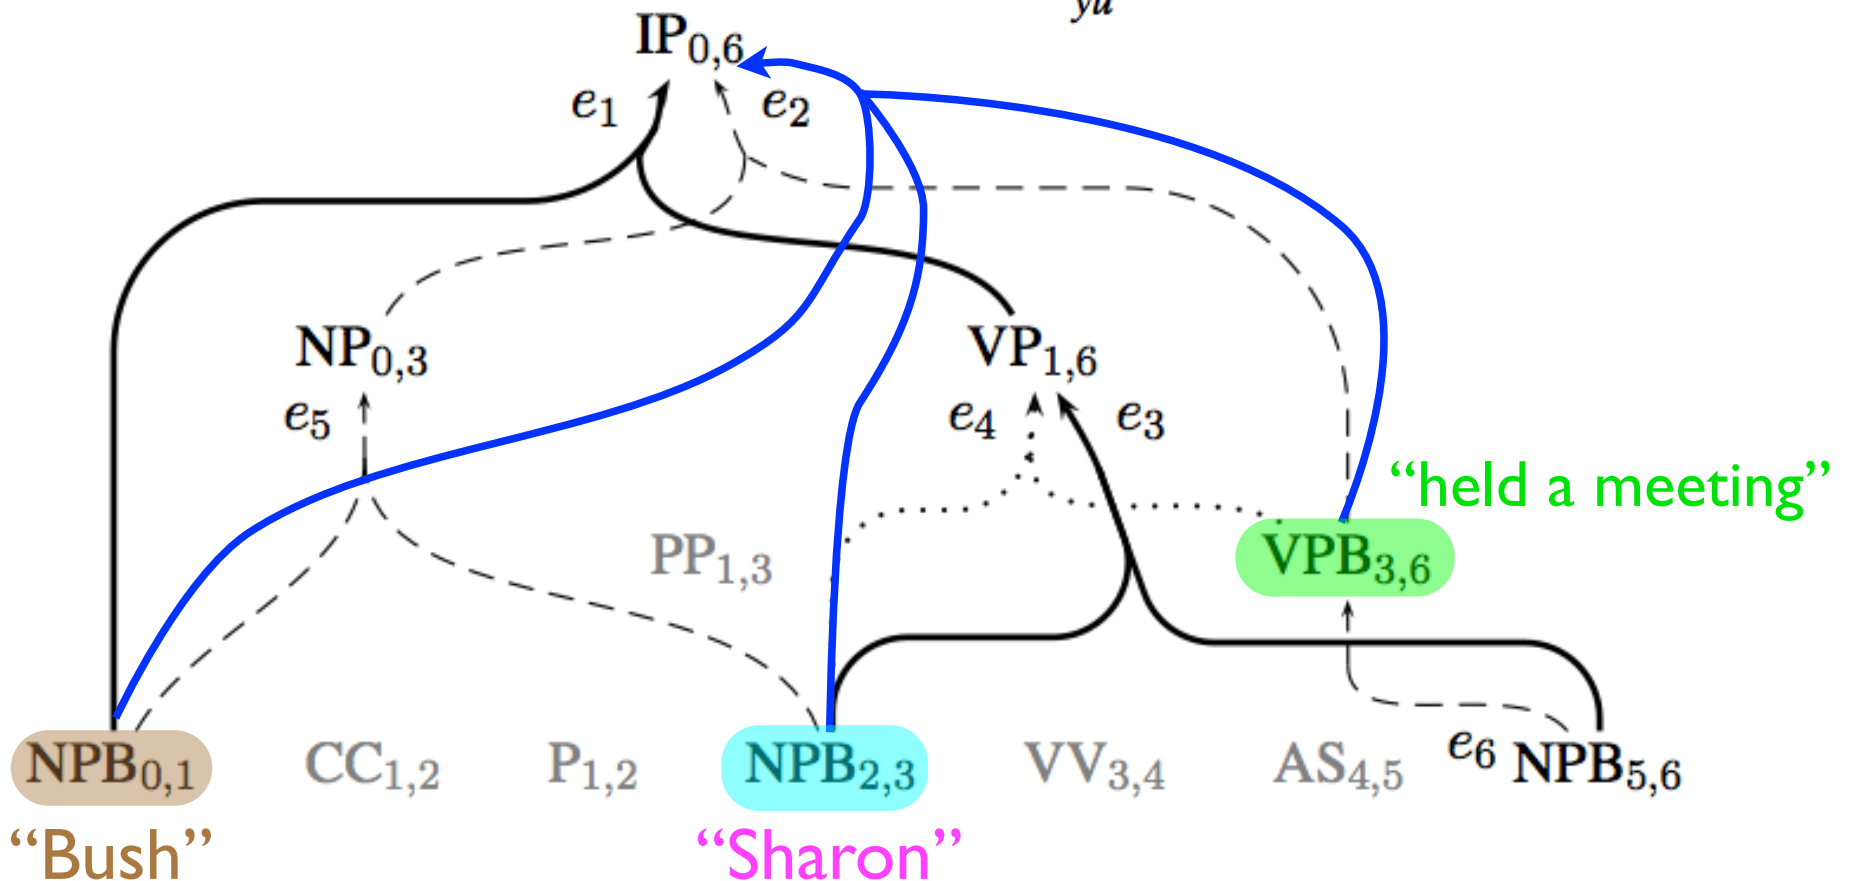 yu
IP0,6
e1 e2
NP0,3 VP1,6
e5 e4 e3
“held a meeting”
PP1,3 VPB3,6
NPB0,1 CC1,2 P1,2 NPB2,3 VV3,4 AS4,5 e6 NPB5,6
“Bush” “Sharon”